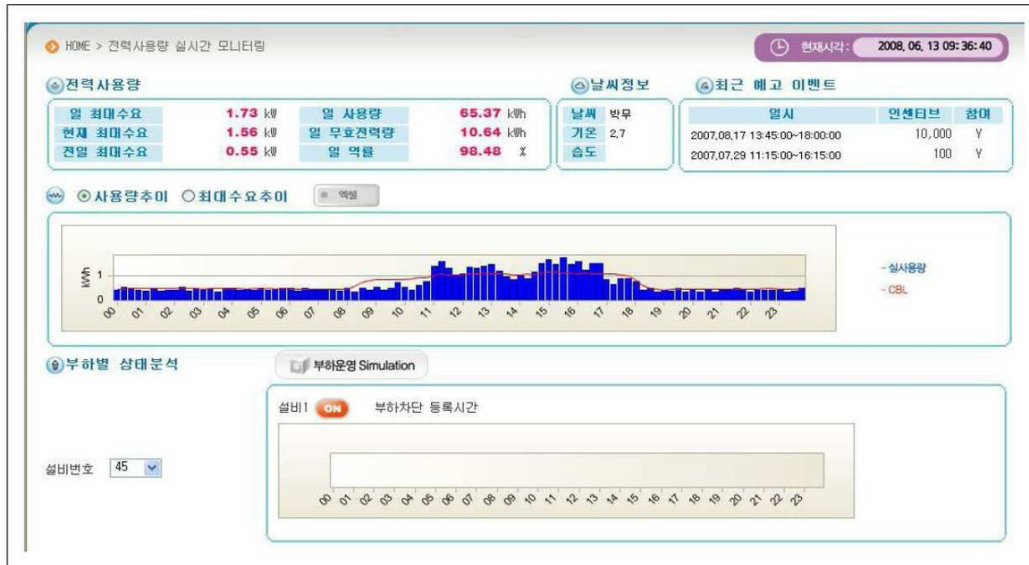 HOME > 전력사용량 실시간 모니터링
현재시각: 2008, 06, 13 09:36:40
전력사용량
일 최대수요 1.73 kW 일 사용량 65.37 kWh
현재 최대수요 1.56 kW 일 무효전력량 10.64 kWh
전일 최대수요 0.55 kW 일 역률 98.48 %
날씨정보
날씨 박무
기온 2,7
습도
최근 예고 이벤트
일시 인센티브 참여
2007,08,17 13:45:00~18:00:00 10,000 Y
2007,07,29 11:15:00~16:15:00 100 Y
사용량추이 최대수요추이 엑셀
kWh
1
0
00 01 02 03 04 05 06 07 08 09 10 11 12 13 14 15 16 17 18 19 20 21 22 23
- 실사용량
- CBL
부하별 상태분석
부하운영 Simulation
설비1 ON 부하차단 등록시간
설비번호 45
00 01 02 03 04 05 06 07 08 09 10 11 12 13 14 15 16 17 18 19 20 21 22 23